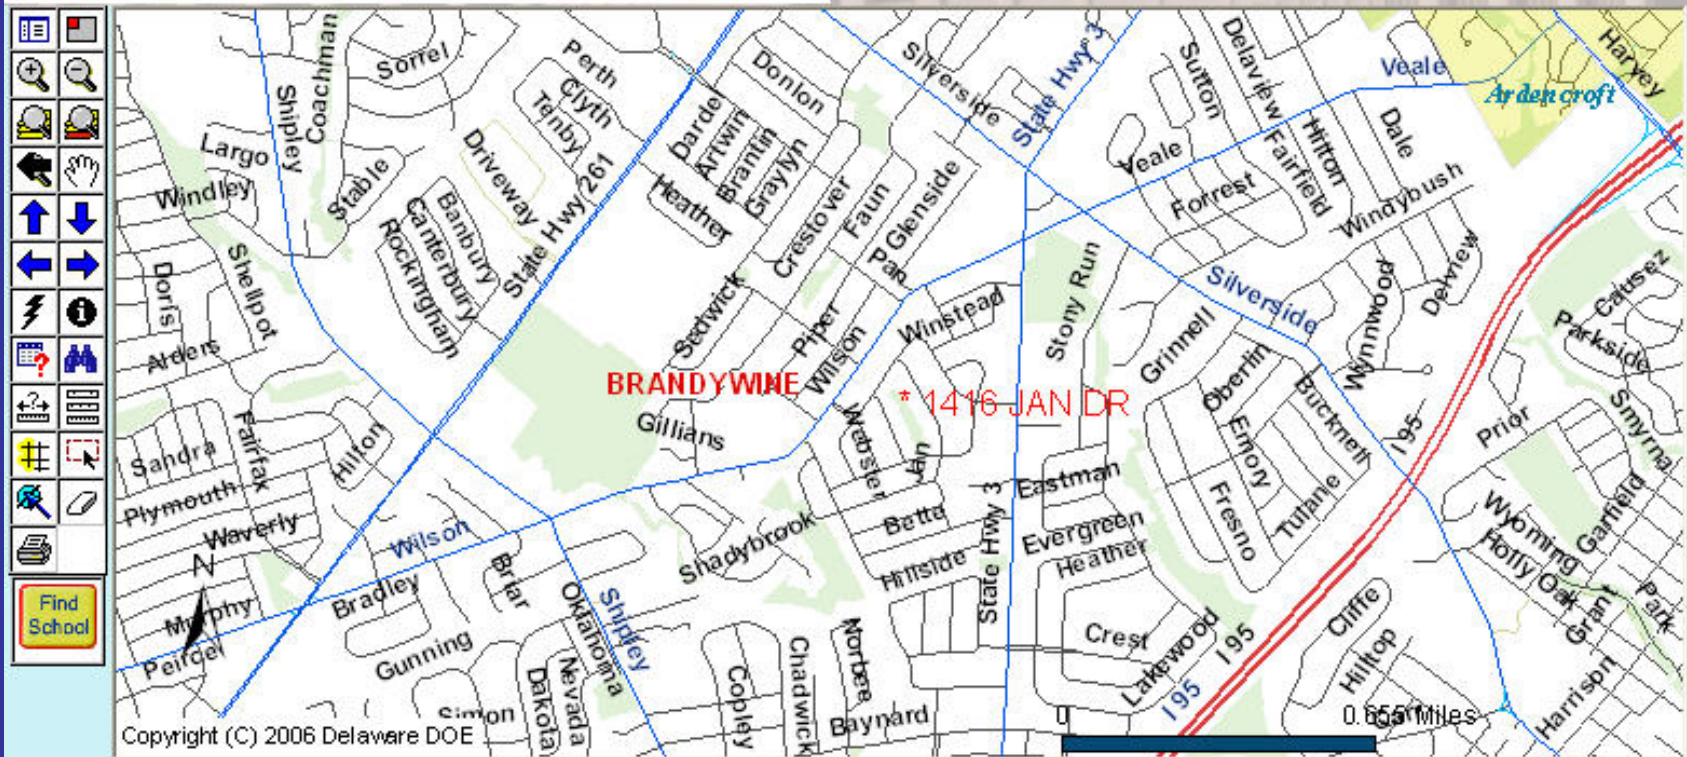 Harvey
Veale
Ardencroft
Silverside
State Hwy 3
Sutton
Delaview
Fairfield
Hilton
Dale
Windybush
Veale
Forrest
Sorrel
Coachman
Shipley
Perth
Clyth
Tenby
Donlon
Darde
Artwin
Brantin
Graylyn
Heather
Driveway
Largo
Windley
Stable
Banbury
Canterbury
Rockingham
State Hwy 261
Crestover
Faun
Glenside
Pan
Doris
Shellpot
Alders
Sedwick
Piper
Wilson
Winstead
Stony Run
Silverside
Grinnell
Oberlin
Wynnwood
Delview
Causez
Parkside
BRANDYWINE
* 1416 JAN DR
Gillians
Webster
Jan
Bucknell
Emory
Fresno
Tulane
I 95
Prior
Smyrna
Sandra
Fairfax
Hilton
Plymouth
Waverly
Wilson
Eastman
Bette
State Hwy 3
Evergreen
Heather
Hillside
Shadybrook
Wyoming
Holly Oak
Garfield
Grant
Park
N
Murphy
Peirce
Bradley
Briar
Gunning
Oklahoma
Shipley
Norbee
Crest
Lakewood
I 95
I 95
Cliffe
Hilltop
Harrison
Find
School
Simon
Dakota
Nevada
Copley
Chadwick
Baynard
0
0.655 Miles
Copyright (C) 2006 Delaware DOE